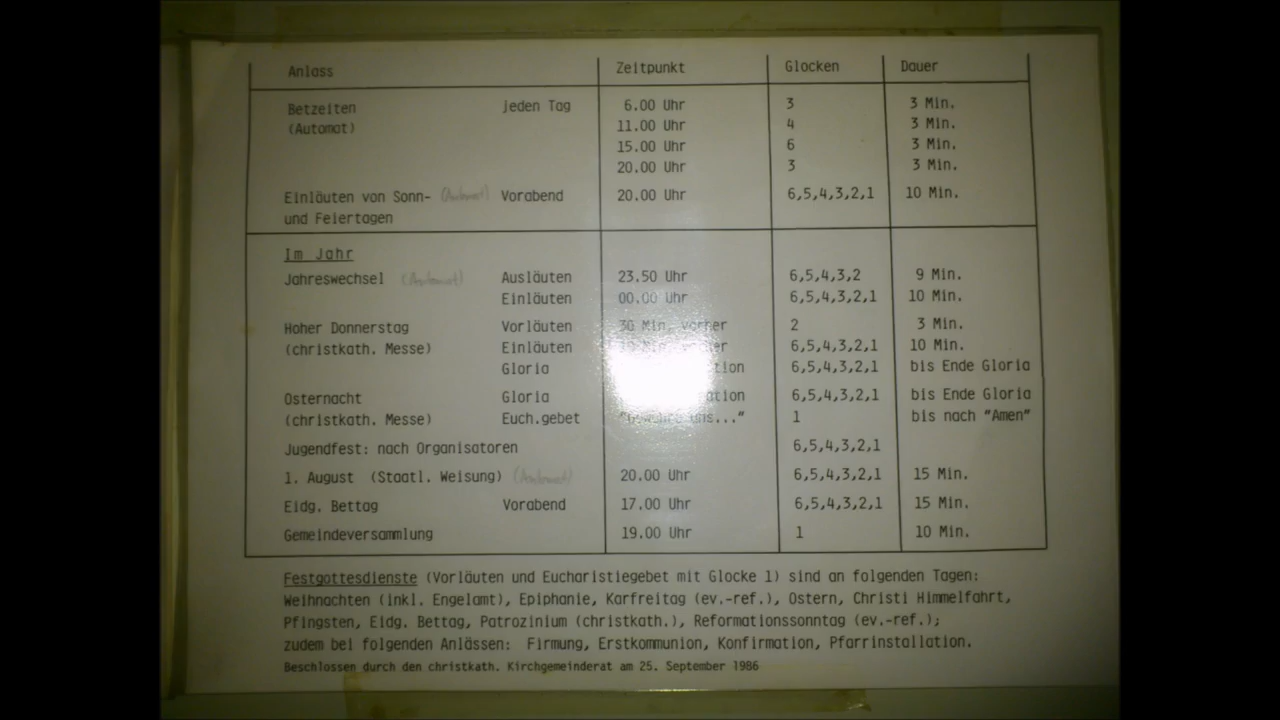 Anlass Zeitpunkt Glocken Dauer
Betzeiten jeden Tag 6.00 Uhr 3 3 Min.
(Automat) 11.00 Uhr 4 3 Min.
15.00 Uhr 6 3 Min.
20.00 Uhr 3 3 Min.
Einläuten von Sonn- (Automat) Vorabend 20.00 Uhr 6,5,4,3,2,1 10 Min.
und Feiertagen
Im Jahr
Jahreswechsel (Automat) Ausläuten 23.50 Uhr 6,5,4,3,2 9 Min.
Einläuten 00.00 Uhr 6,5,4,3,2,1 10 Min.
Hoher Donnerstag Vorläuten 30 Min. vorher 2 3 Min.
(christkath. Messe) Einläuten 6,5,4,3,2,1 10 Min.
Gloria 6,5,4,3,2,1 bis Ende Gloria
Osternacht Gloria 6,5,4,3,2,1 bis Ende Gloria
(christkath. Messe) Euch.gebet 1 bis nach "Amen"
Jugendfest: nach Organisatoren 6,5,4,3,2,1
1. August (Staatl. Weisung) (Automat) 20.00 Uhr 6,5,4,3,2,1 15 Min.
Eidg. Bettag Vorabend 17.00 Uhr 6,5,4,3,2,1 15 Min.
Gemeindeversammlung 19.00 Uhr 1 10 Min.
Festgottesdienste (Vorläuten und Eucharistiegebet mit Glocke 1) sind an folgenden Tagen:
Weihnachten (inkl. Engelamt), Epiphanie, Karfreitag (ev.-ref.), Ostern, Christi Himmelfahrt,
Pfingsten, Eidg. Bettag, Patrozinium (christkath.), Reformationssonntag (ev.-ref.);
zudem bei folgenden Anlässen: Firmung, Erstkommunion, Konfirmation, Pfarrinstallation.
Beschlossen durch den christkath. Kirchgemeinderat am 25. September 1986